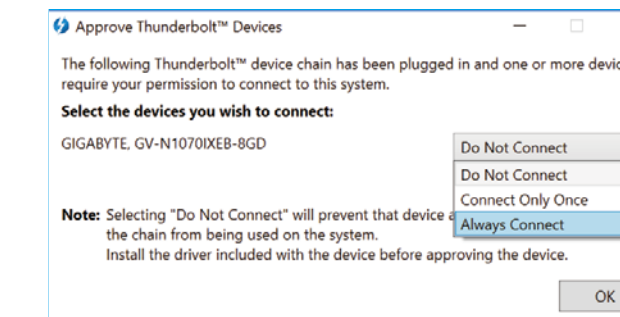 Approve Thunderbolt™ Devices
The following Thunderbolt™ device chain has been plugged in and one or more
require your permission to connect to this system.
Select the devices you wish to connect:
GIGABYTE, GV-N1070IXEB-8GD
Do Not Connect
Do Not Connect
Connect Only Once
Always Connect
Note: Selecting "Do Not Connect" will prevent that device
the chain from being used on the system.
Install the driver included with the device before approving the device.
OK